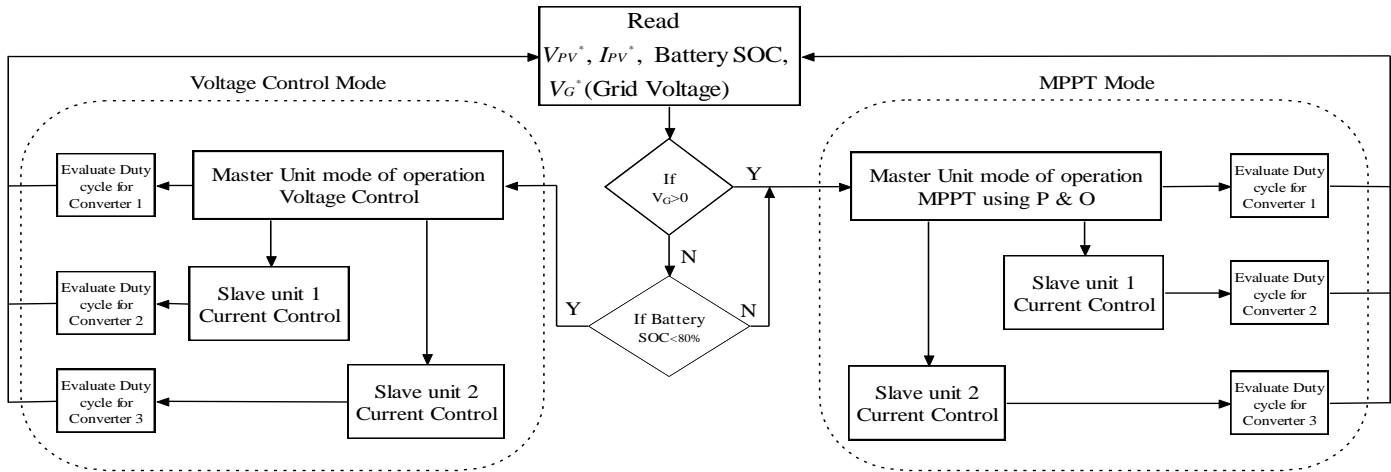 Read
V_PV*, I_PV*, Battery SOC,
V_G*(Grid Voltage)
Voltage Control Mode
MPPT Mode
Evaluate Duty
cycle for
Converter 1
Master Unit mode of operation
Voltage Control
If
V_G>0
Y
Master Unit mode of operation
MPPT using P & O
Evaluate Duty
cycle for
Converter 1
N
Evaluate Duty
cycle for
Converter 2
Slave unit 1
Current Control
Y
If Battery
SOC<80%
N
Slave unit 1
Current Control
Evaluate Duty
cycle for
Converter 2
Evaluate Duty
cycle for
Converter 3
Slave unit 2
Current Control
Slave unit 2
Current Control
Evaluate Duty
cycle for
Converter 3